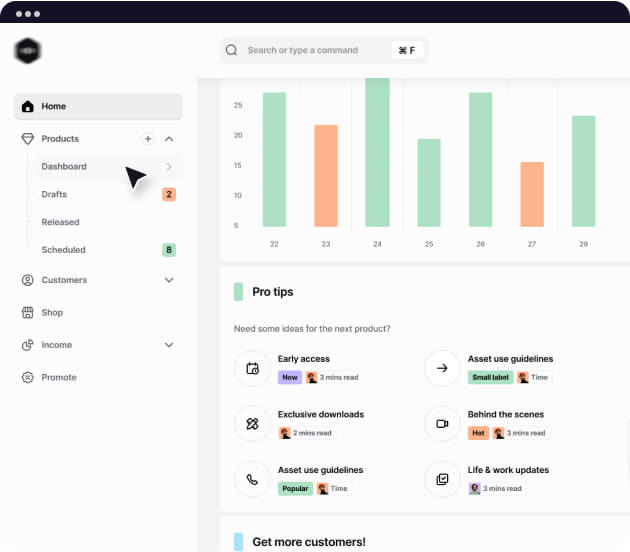 Search or type a command
⌘ F
Home
Products
Dashboard
Drafts
2
Released
Scheduled
8
Customers
Shop
Income
Promote
25
20
15
10
5
22 23 24 25 26 27 28
Pro tips
Need some ideas for the next product?
Early access
New 3 mins read
Asset use guidelines
Small label Time
Exclusive downloads
2 mins read
Behind the scenes
Hot 3 mins read
Asset use guidelines
Popular Time
Life & work updates
3 mins read
Get more customers!